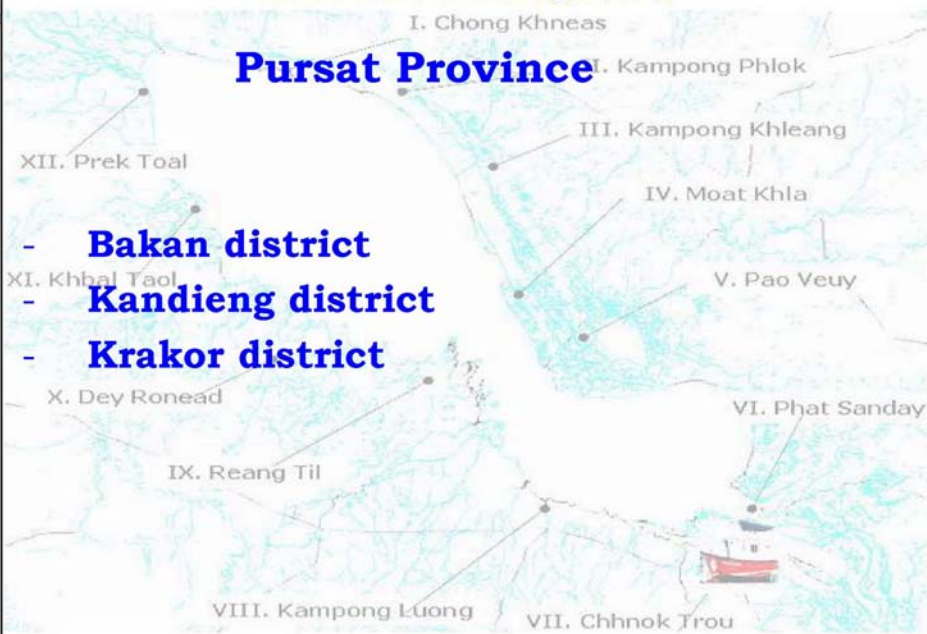 I. Chong Khneas
Pursat Province
I. Kampong Phlok
III. Kampong Khleang
XII. Prek Toal
IV. Moat Khla
- Bakan district
XI. Khbal Taol
V. Pao Veuy
- Kandieng district
- Krakor district
X. Dey Ronead
VI. Phat Sanday
IX. Reang Til
VIII. Kampong Luong
VII. Chhnok Trou